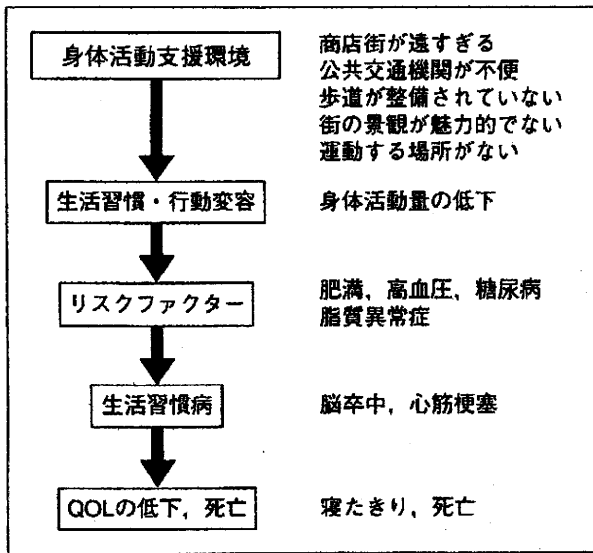 身体活動支援環境
商店街が遠すぎる
公共交通機関が不便
歩道が整備されていない
街の景観が魅力的でない
運動する場所がない
生活習慣・行動変容
身体活動量の低下
リスクファクター
肥満，高血圧，糖尿病
脂質異常症
生活習慣病
脳卒中，心筋梗塞
QOLの低下，死亡
寝たきり，死亡